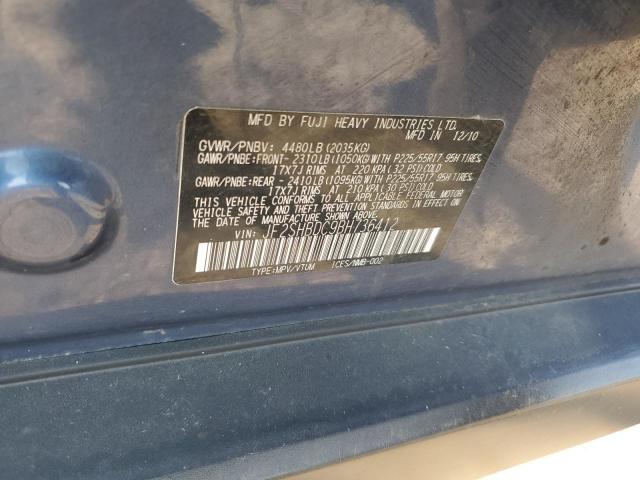 MFD BY FUJI HEAVY INDUSTRIES LTD.
MFD IN 12/10
GVWR/PNBV: 4480LB(2035KG)
GAWR/PNBE:FRONT- 2310LB(1050KG)WITH P225/55R17 95H TIRES,
17X7J RIMS AT 220 KPA(32 PSI)COLD
GAWR/PNBE:REAR - 2410LB(1095KG)WITH P225/55R17 95H TIRES,
17X7J RIMS AT 210 KPA(30 PSI)COLD
THIS VEHICLE CONFORMS TO ALL APPLICABLE FEDERAL MOTOR
VEHICLE SAFETY, BUMPER, AND THEFT PREVENTION STANDARDS
IN EFFECT ON THE DATE OF MANUFACTURE SHOWN ABOVE.
VIN: JF2SHBDC9BH736412
TYPE:MPV/VTUM ICES/NMB-002